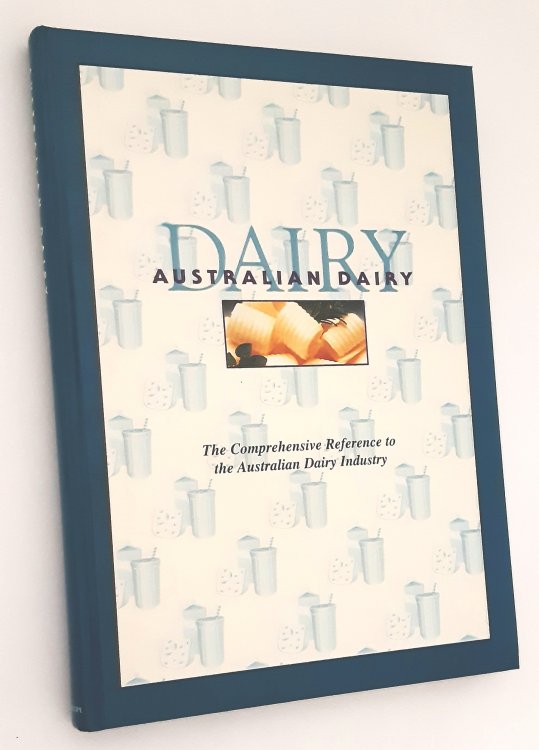 DAIRY
AUSTRALIAN DAIRY
The Comprehensive Reference to
the Australian Dairy Industry